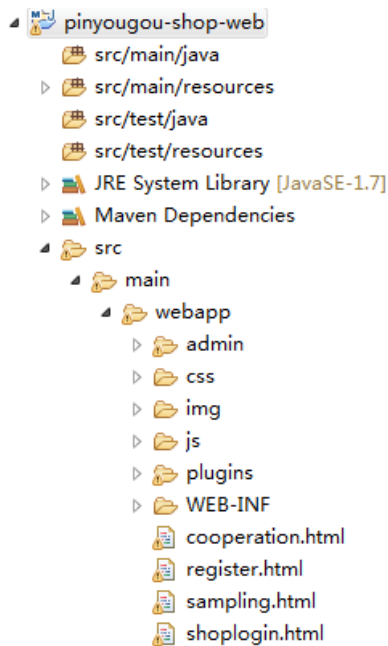 pinyougou-shop-web
src/main/java
src/main/resources
src/test/java
src/test/resources
JRE System Library [JavaSE-1.7]
Maven Dependencies
src
main
webapp
admin
css
img
js
plugins
WEB-INF
cooperation.html
register.html
sampling.html
shoplogin.html